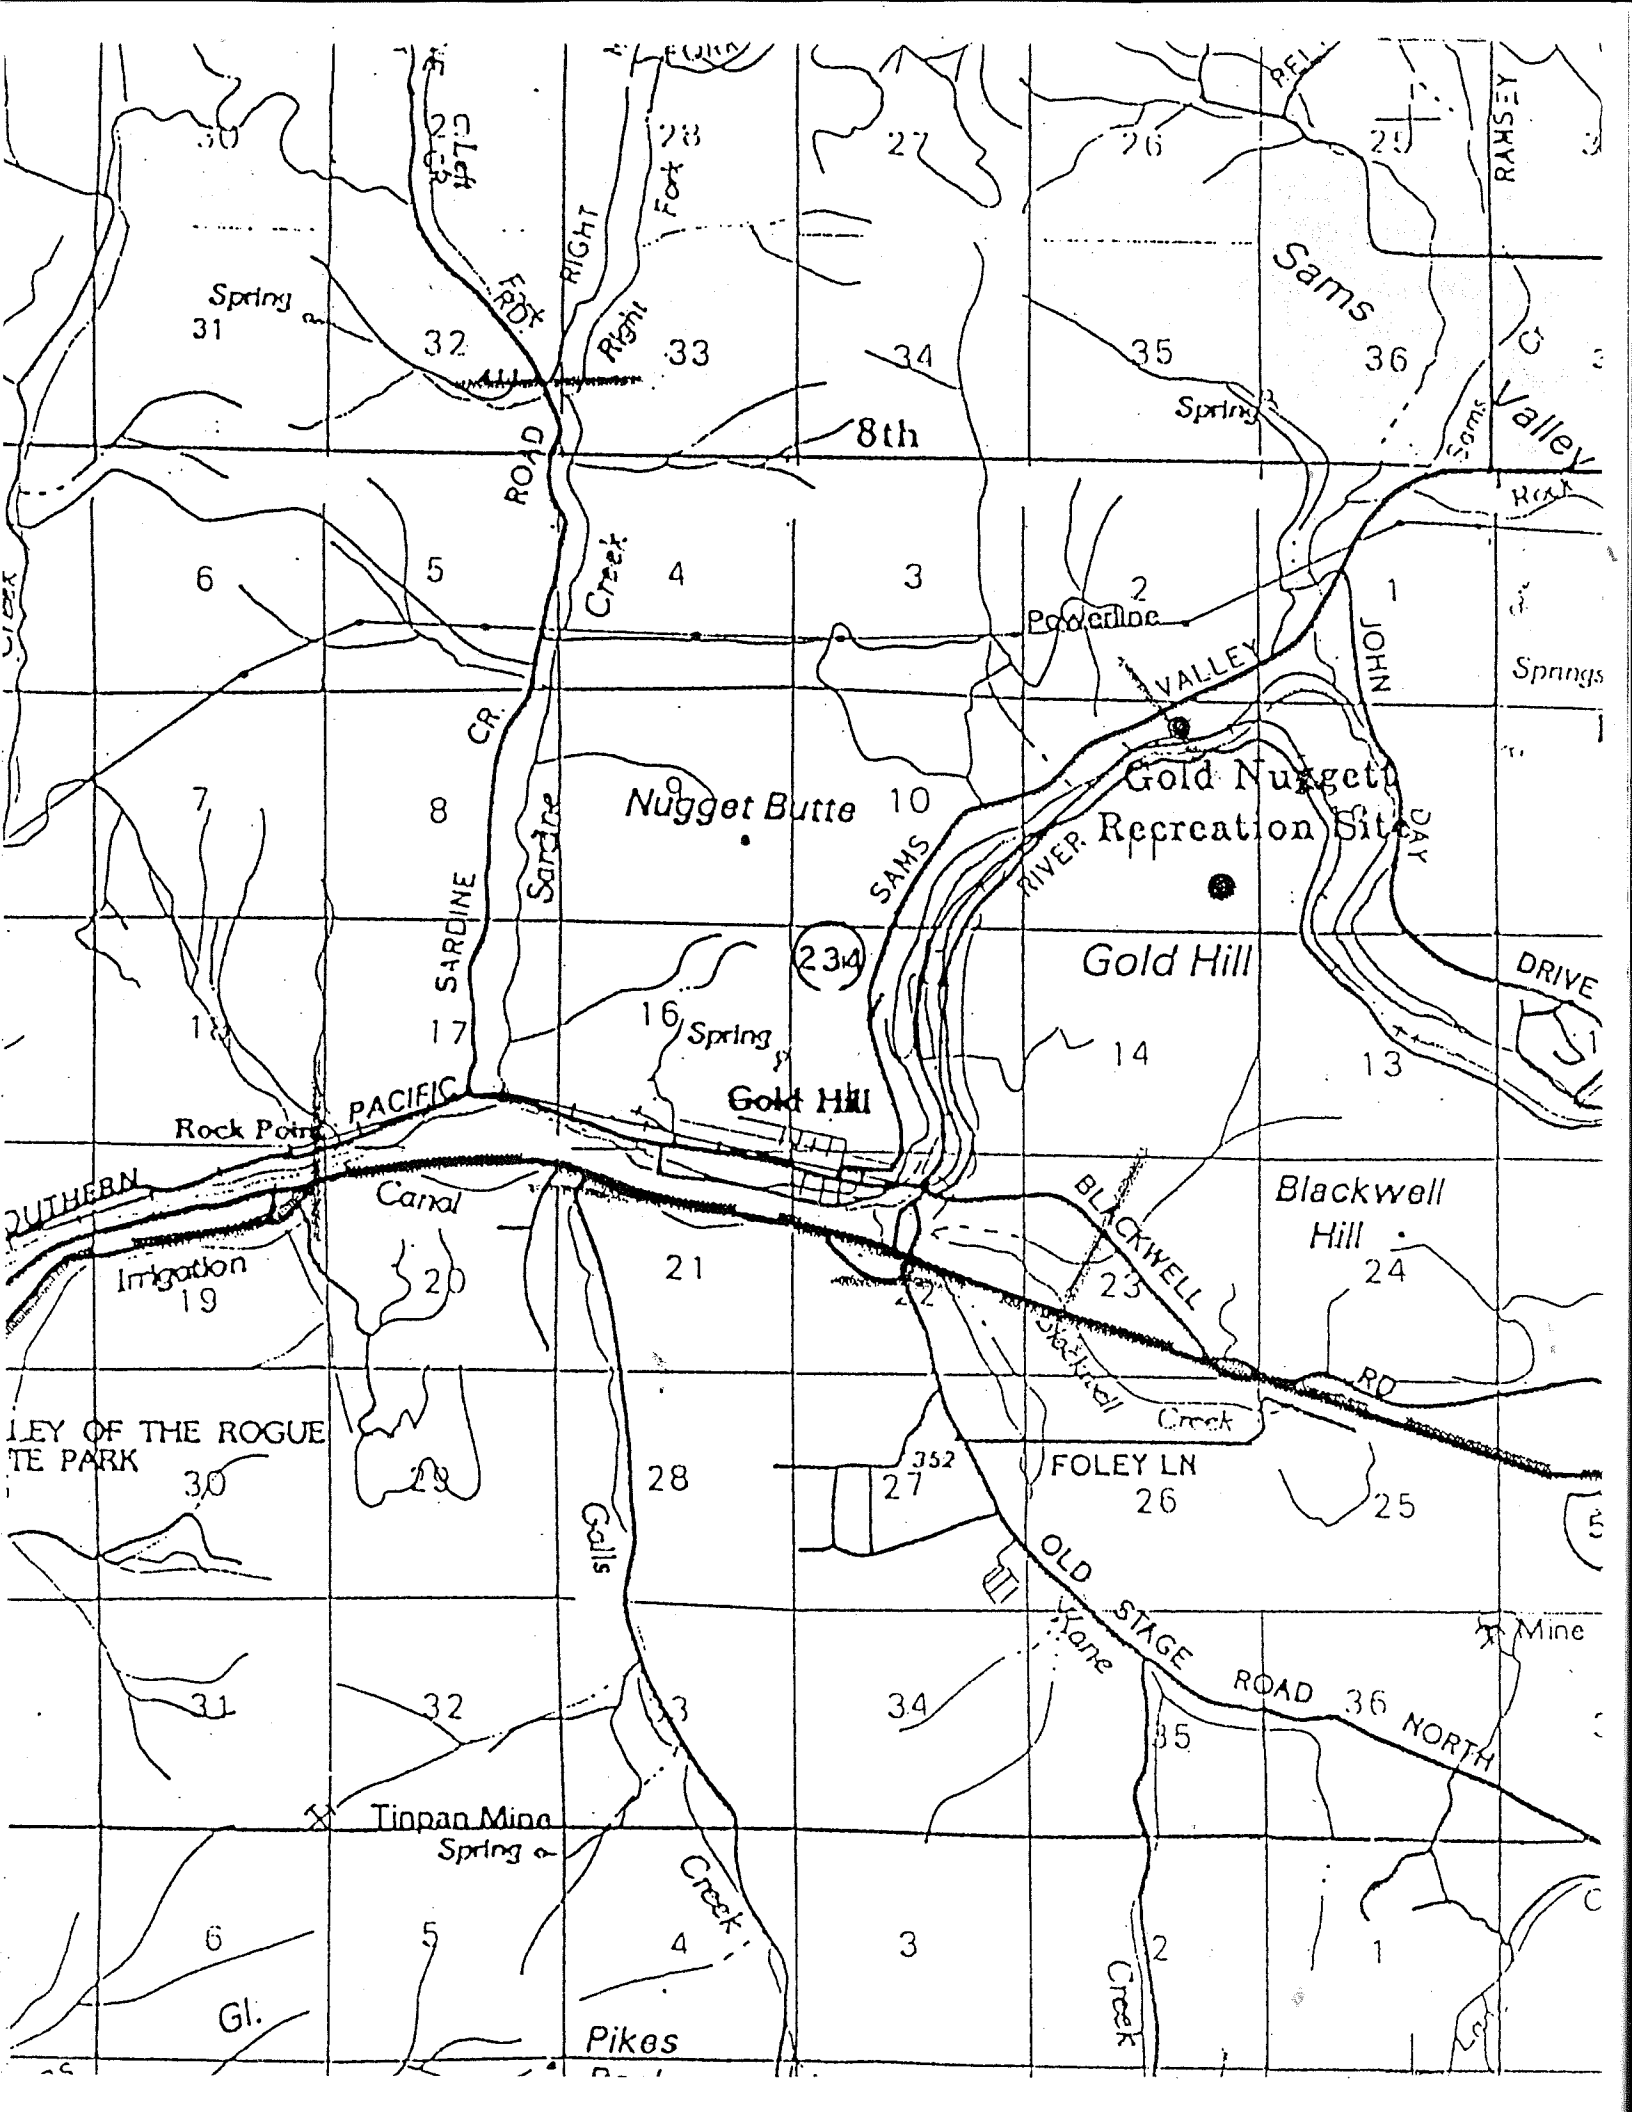 FORK
30
28
27
26
25
RAMSEY
Fork
RIGHT
Sams
Spring
31
32
RD.
Right
33
34
35
36
Spring
Sams
Valley
8th
ROAD
6
5
Creek
4
3
2
1
JOHN
Powerline
VALLEY
Springs
CR.
7
8
9
Nugget Butte
10
Gold Nuggett
Recreation Site
DAY
SAMS
RIVER
SARDINE
Sardine
234
Gold Hill
DRIVE
18
17
16
Spring
14
13
PACIFIC
Gold Hill
Rock Point
OUTHERN
Canal
BLACKWELL
Blackwell
Hill
Irrigation
19
20
21
22
23
24
RD
LEY OF THE ROGUE
TE PARK
Creek
30
29
28
352
27
FOLEY LN
26
25
5
Galls
OLD
STAGE
Kane
Mine
ROAD
36
31
32
33
34
35
NORTH
Tinpan Mine
Spring
Creek
6
5
4
3
2
1
Creek
Gl.
Pikes